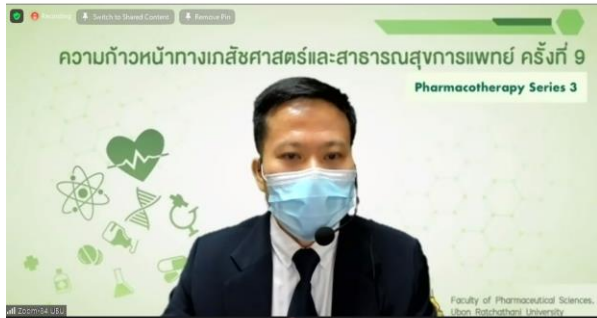 Recording
Switch to Shared Content
Remove Pin
ความก้าวหน้าทางเภสัชศาสตร์และสาธารณสุขการแพทย์ ครั้งที่ 9
Pharmacotherapy Series 3
Faculty of Pharmaceutical Sciences,
Ubon Ratchathani University
Zoom-84 UBU